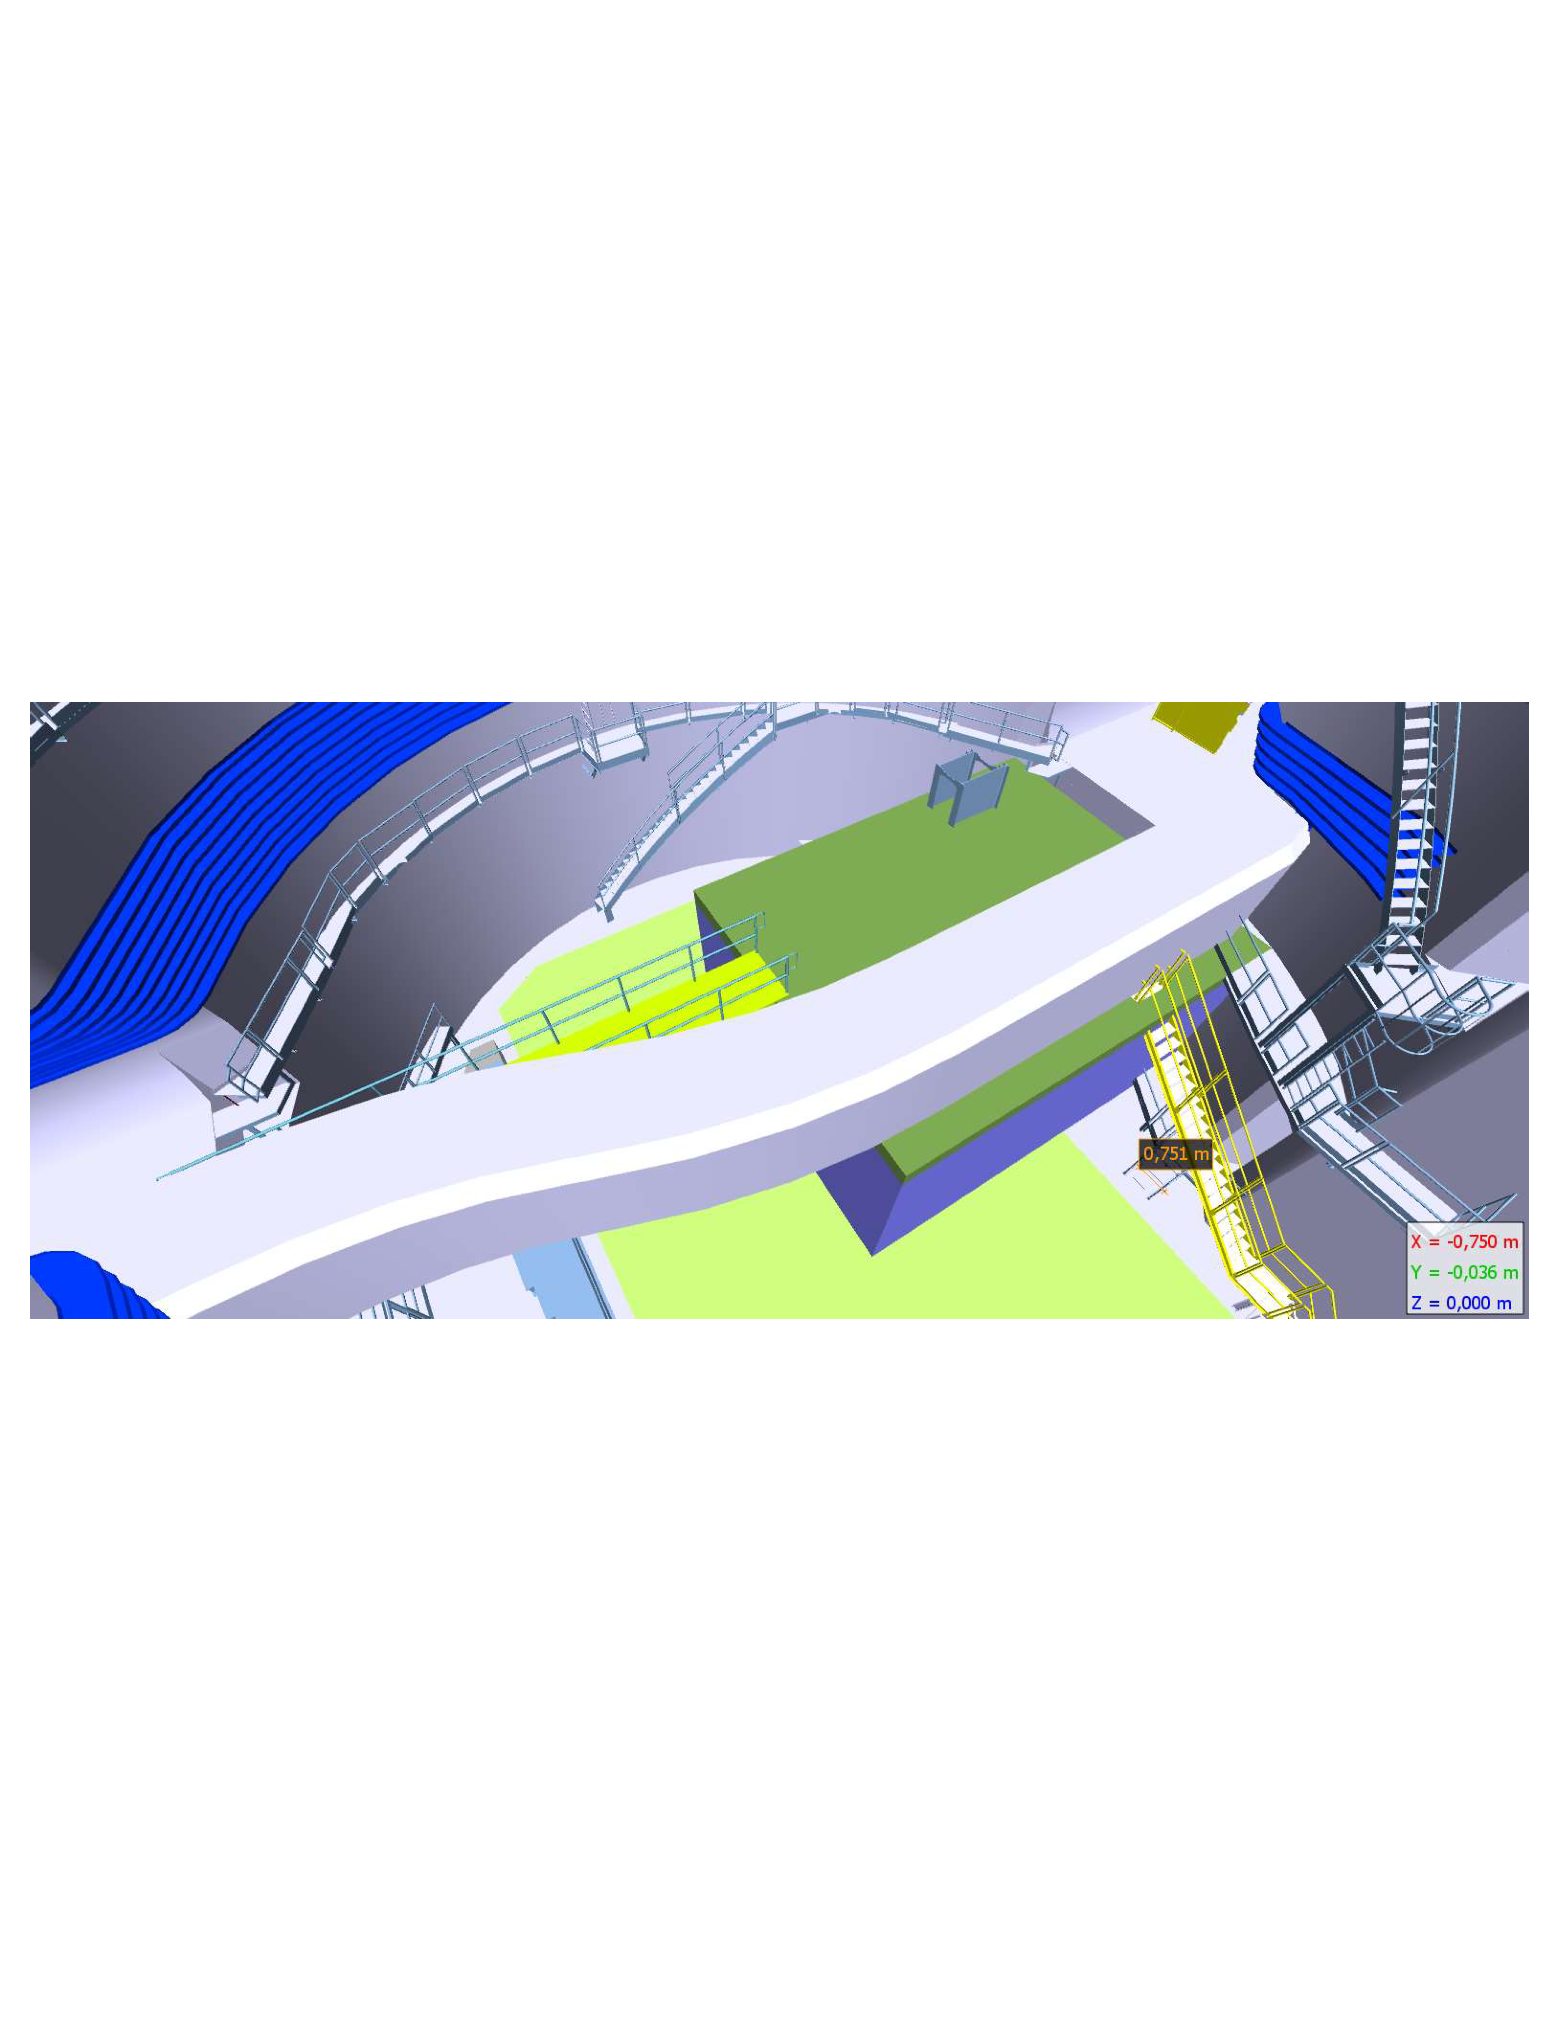 0,751 m
X = -0,750 m
Y = -0,036 m
Z = 0,000 m